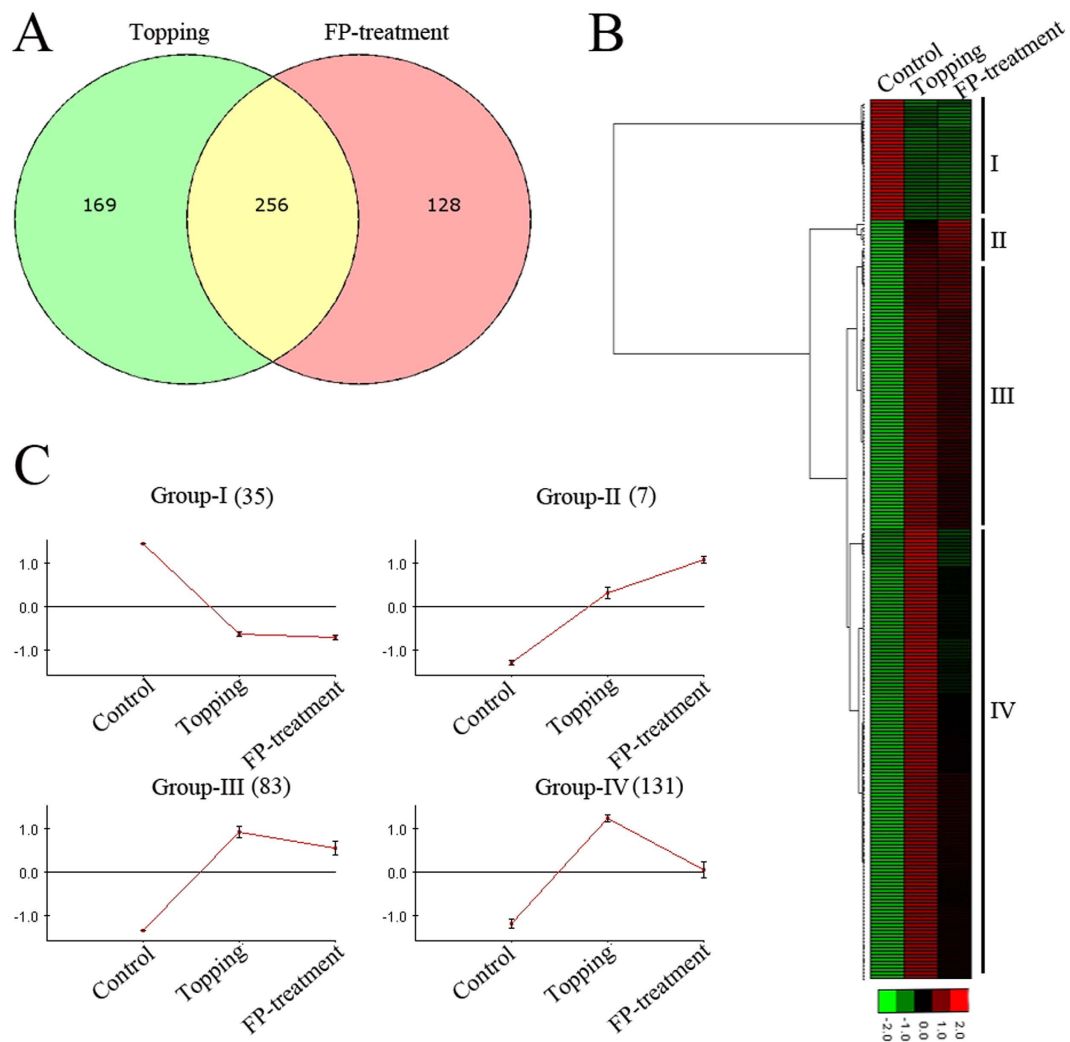 A
Topping
FP-treatment
169
256
128
B
Control
Topping
FP-treatment
I
II
III
IV
-2.0
-1.0
0.0
1.0
2.0
C
Group-I (35)
1.0
0.0
-1.0
Control
Topping
FP-treatment
Group-II (7)
1.0
0.0
-1.0
Control
Topping
FP-treatment
Group-III (83)
1.0
0.0
-1.0
Control
Topping
FP-treatment
Group-IV (131)
1.0
0.0
-1.0
Control
Topping
FP-treatment